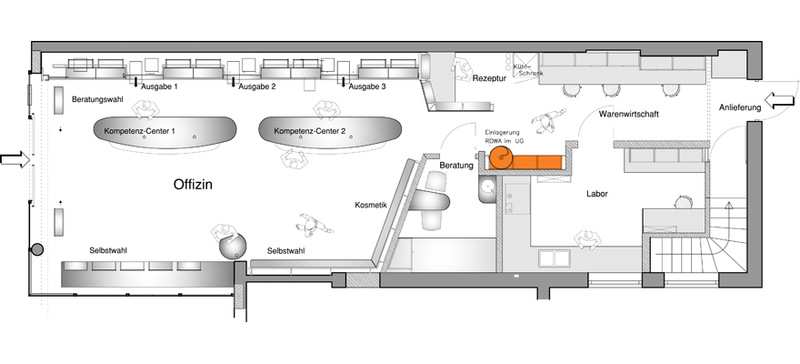 Ausgabe 1
Ausgabe 2
Ausgabe 3
Rezeptur
Kühl-
Schrank
Beratungswahl
Warenwirtschaft
Anlieferung
Kompetenz-Center 1
Kompetenz-Center 2
Einlagerung
ROWA im UG
Beratung
Offizin
Labor
Kosmetik
Selbstwahl
Selbstwahl